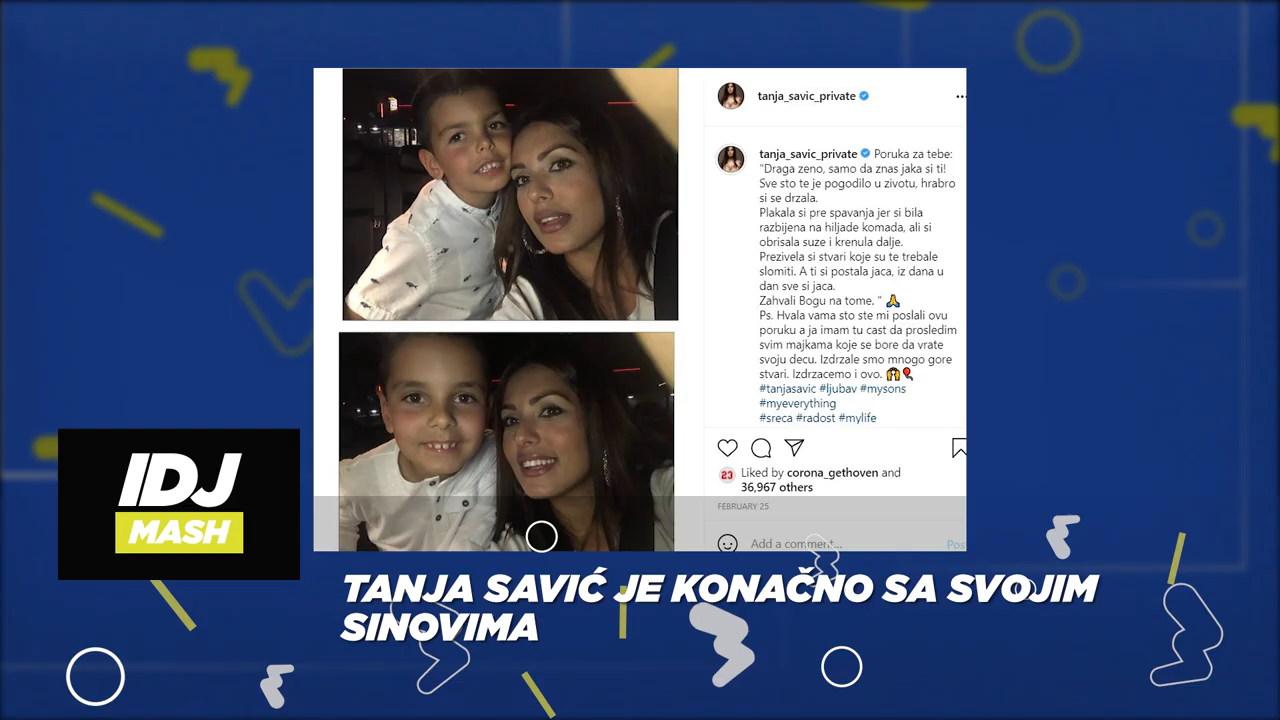 tanja_savic_private
tanja_savic_private Poruka za tebe:
"Draga zeno, samo da znas jaka si ti!
Sve sto te je pogodilo u zivotu, hrabro
si se drzala.
Plakala si pre spavanja jer si bila
razbijena na hiljade komada, ali si
obrisala suze i krenula dalje.
Prezivela si stvari koje su te trebale
slomiti. A ti si postala jaca, iz dana u
dan sve si jaca.
Zahvali Bogu na tome. " 🙏
Ps. Hvala vama sto ste mi poslali ovu
poruku a ja imam tu cast da prosledim
svim majkama koje se bore da vrate
svoju decu. Izdrzale smo mnogo gore
stvari. Izdrzacemo i ovo. 🙌🎈
#tanjasavic #ljubav #mysons
#myeverything
#sreca #radost #mylife
23
Liked by corona_gethoven and
36,967 others
FEBRUARY 25
Add a comment...
Pos
IDJ
MASH
TANJA SAVIĆ JE KONAČNO SA SVOJIM
SINOVIMA